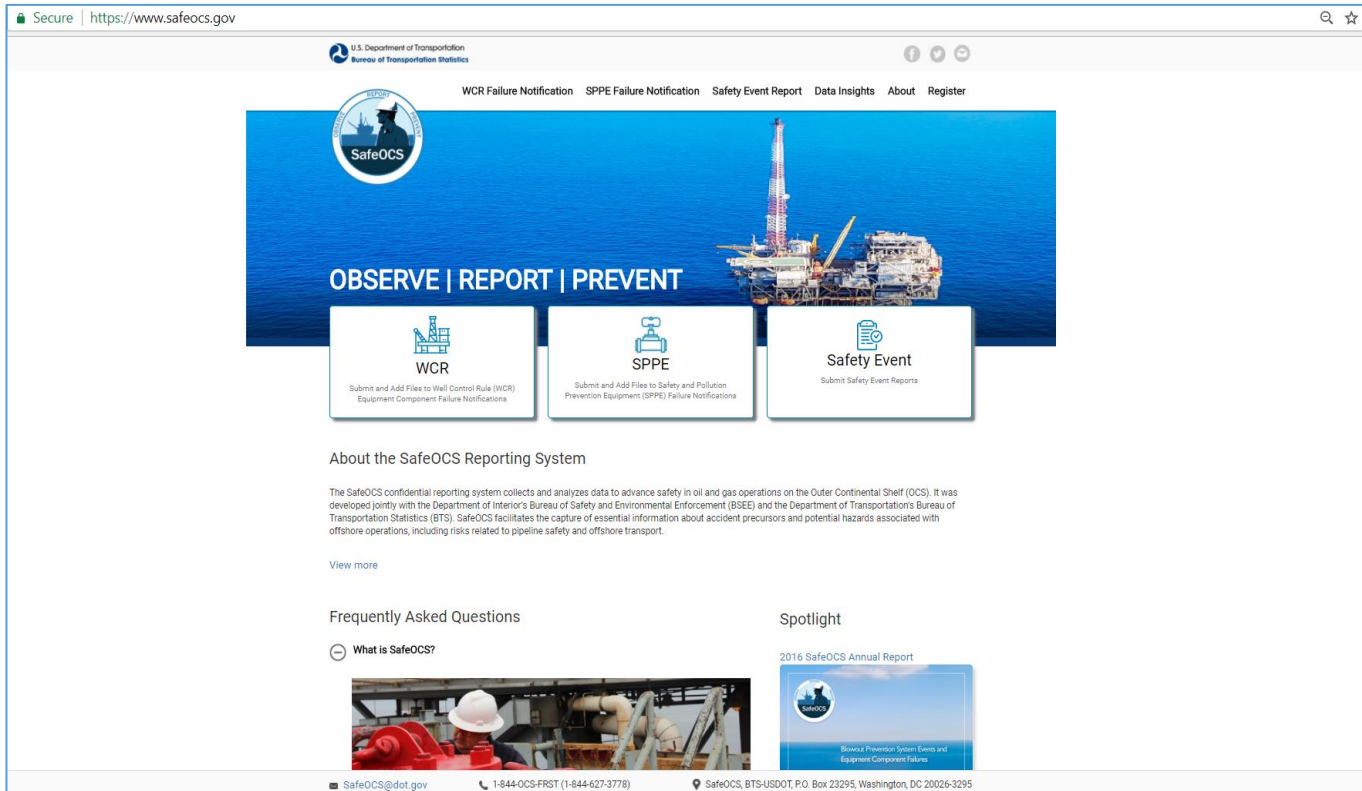 Secure | https://www.safeocs.gov
U.S. Department of Transportation
Bureau of Transportation Statistics
WCR Failure Notification SPPE Failure Notification Safety Event Report Data Insights About Register
OBSERVE REPORT PREVENT
SafeOCS
OBSERVE | REPORT | PREVENT
WCR
Submit and Add Files to Well Control Rule (WCR)
Equipment Component Failure Notifications
SPPE
Submit and Add Files to Safety and Pollution
Prevention Equipment (SPPE) Failure Notifications
Safety Event
Submit Safety Event Reports
About the SafeOCS Reporting System
The SafeOCS confidential reporting system collects and analyzes data to advance safety in oil and gas operations on the Outer Continental Shelf (OCS). It was
developed jointly with the Department of Interior's Bureau of Safety and Environmental Enforcement (BSEE) and the Department of Transportation's Bureau of
Transportation Statistics (BTS). SafeOCS facilitates the capture of essential information about accident precursors and potential hazards associated with
offshore operations, including risks related to pipeline safety and offshore transport.
View more
Frequently Asked Questions
What is SafeOCS?
Spotlight
2016 SafeOCS Annual Report
SafeOCS
Blowout Prevention System Events and
Equipment Component Failures
SafeOCS@dot.gov 1-844-OCS-FRST (1-844-627-3778) SafeOCS, BTS-USDOT, P.O. Box 23295, Washington, DC 20026-3295